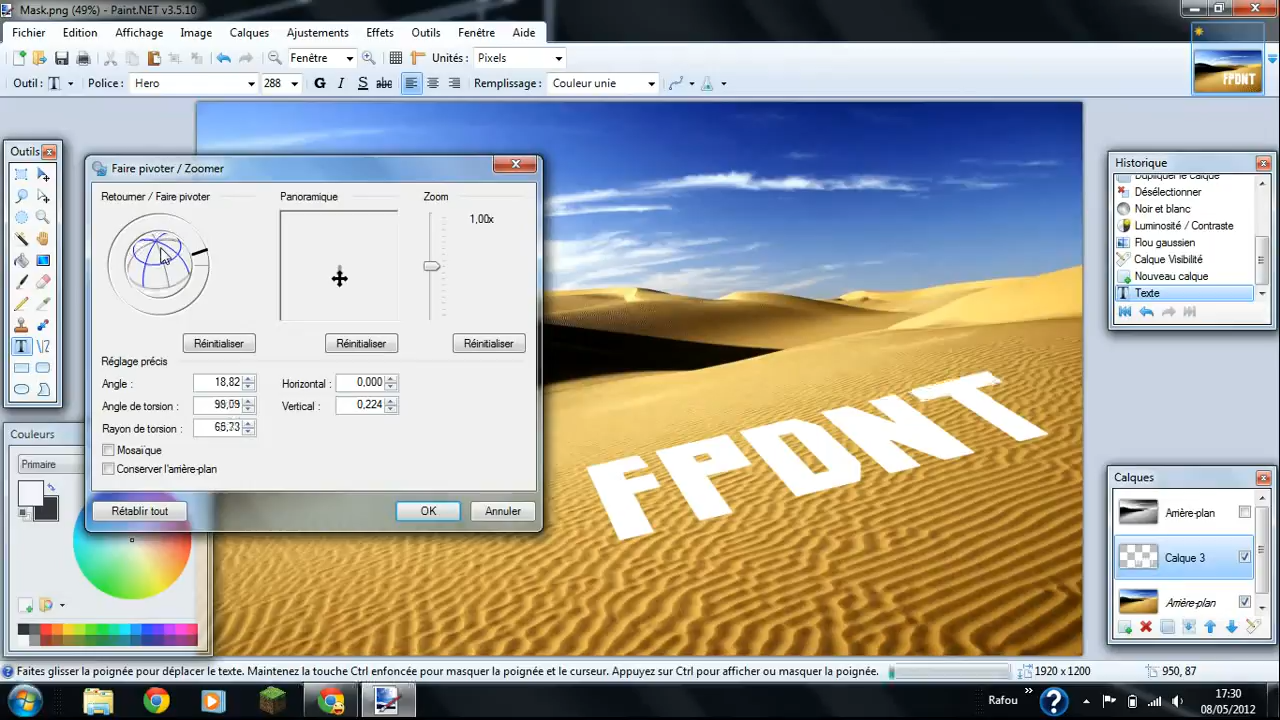 Mask.png (49%) - Paint.NET v3.5.10
Fichier Edition Affichage Image Calques Ajustements Effets Outils Fenêtre Aide
Fenêtre Unités : Pixels
Outil : T Police : Hero 288 G I S abc Remplissage : Couleur unie
FPDNT
Outils
Faire pivoter / Zoomer
Retourner / Faire pivoter Panoramique Zoom
1,00x
Réinitialiser Réinitialiser Réinitialiser
Réglage précis
Angle : 18,82 Horizontal : 0,000
Angle de torsion : 98,09 Vertical : 0,224
Rayon de torsion : 65,73
Mosaïque
Conserver l'arrière-plan
Rétablir tout OK Annuler
FPDNT
Couleurs
Primaire
Historique
Dupliquer le calque
Désélectionner
Noir et blanc
Luminosité / Contraste
Flou gaussien
Calque Visibilité
Nouveau calque
Texte
Calques
Arrière-plan
Calque 3
Arrière-plan
Faites glisser la poignée pour déplacer le texte. Maintenez la touche Ctrl enfoncée pour masquer la poignée et le curseur. Appuyez sur Ctrl pour afficher ou masquer la poignée. 1920 x 1200 950, 87
Rafou » 17:30
08/05/2012